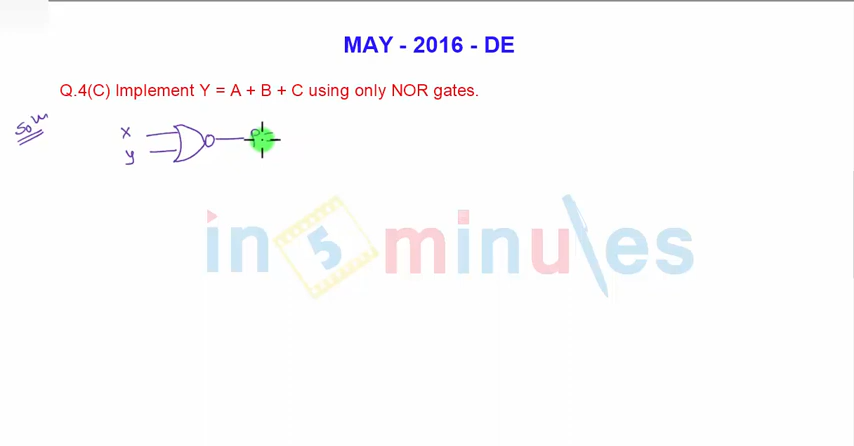 MAY - 2016 - DE
Q.4(C) Implement Y = A + B + C using only NOR gates.
Soln
x
y
in 5 minutes